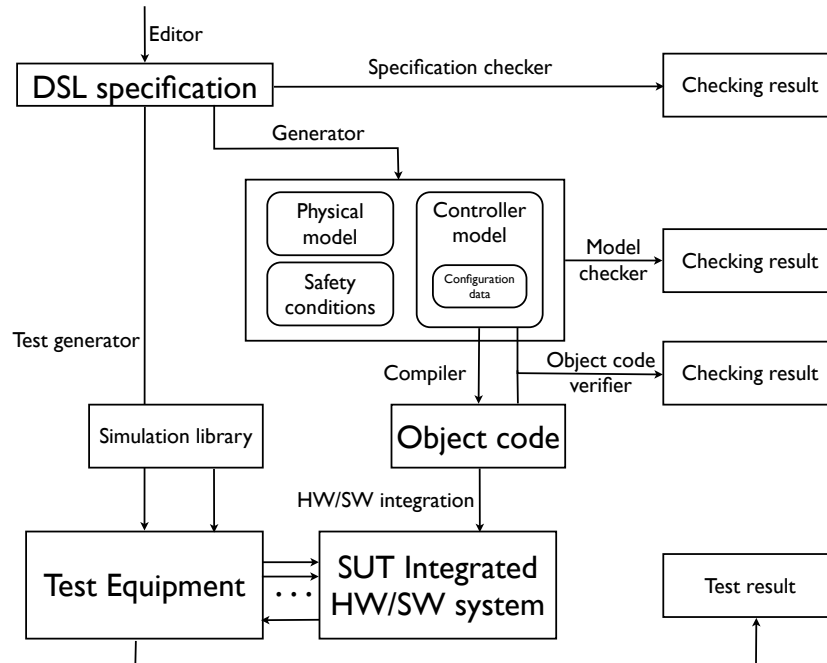 Editor
DSL specification
Specification checker
Checking result
Generator
Physical
model
Controller
model
Safety
conditions
Configuration
data
Model
checker
Checking result
Test generator
Compiler
Object code
verifier
Checking result
Simulation library
Object code
HW/SW integration
Test Equipment
. . .
SUT Integrated
HW/SW system
Test result